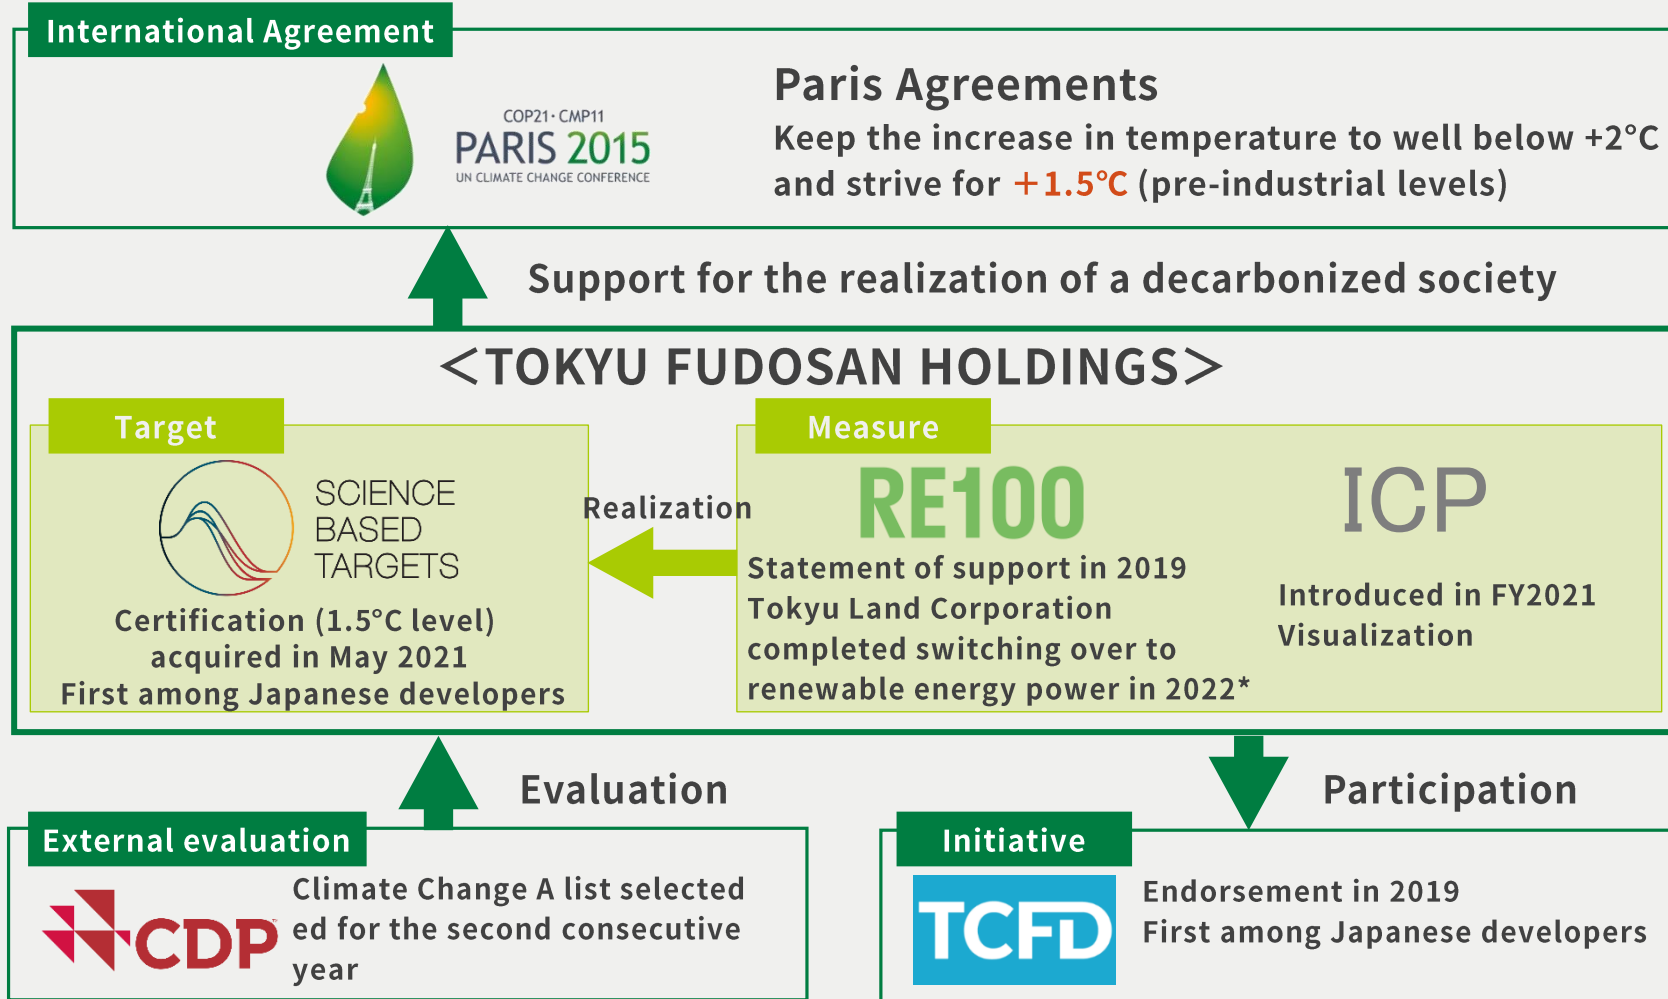 International Agreement
COP21・CMP11
PARIS 2015
UN CLIMATE CHANGE CONFERENCE
Paris Agreements
Keep the increase in temperature to well below +2°C
and strive for ＋1.5℃ (pre-industrial levels)
Support for the realization of a decarbonized society
＜TOKYU FUDOSAN HOLDINGS＞
Target
SCIENCE
BASED
TARGETS
Certification (1.5°C level)
acquired in May 2021
First among Japanese developers
Realization
Measure
RE100
Statement of support in 2019
Tokyu Land Corporation
completed switching over to
renewable energy power in 2022*
ICP
Introduced in FY2021
Visualization
Evaluation
Participation
External evaluation
CDP
Climate Change A list selected
ed for the second consecutive
year
Initiative
TCFD
Endorsement in 2019
First among Japanese developers